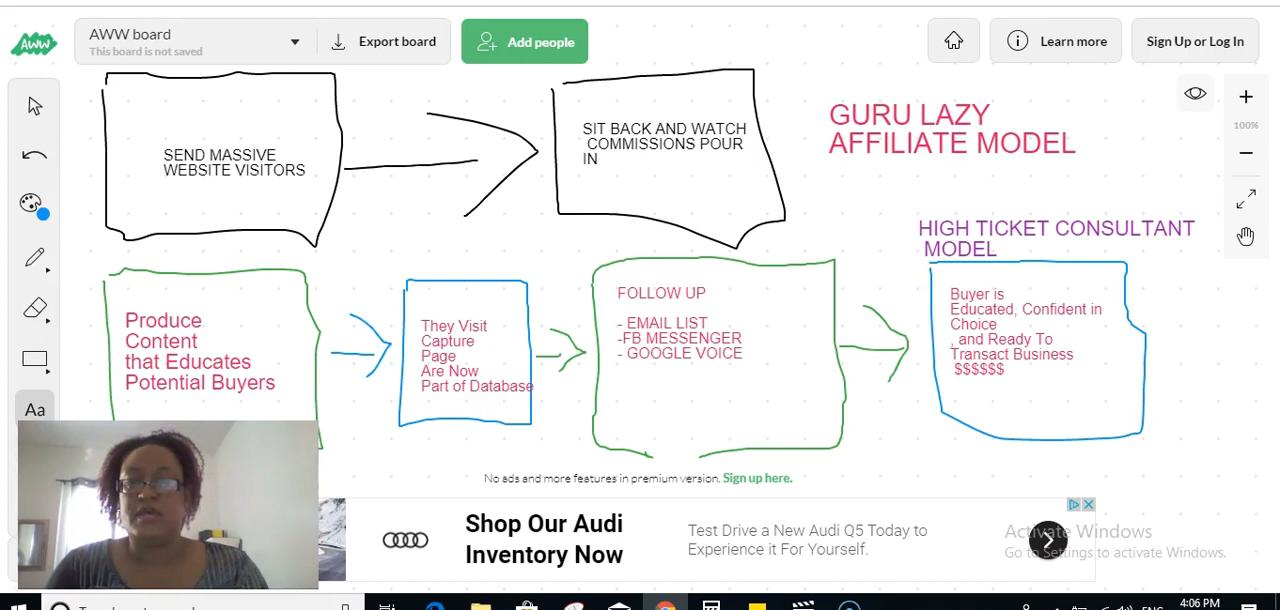 AWW
AWW board
This board is not saved
Export board
Add people
Learn more
Sign Up or Log In
100%
SEND MASSIVE
WEBSITE VISITORS
SIT BACK AND WATCH
COMMISSIONS POUR
IN
GURU LAZY
AFFILIATE MODEL
HIGH TICKET CONSULTANT
MODEL
Produce
Content
that Educates
Potential Buyers
They Visit
Capture
Page
Are Now
Part of Database
FOLLOW UP
- EMAIL LIST
-FB MESSENGER
- GOOGLE VOICE
Buyer is
Educated, Confident in
Choice
, and Ready To
Transact Business
$$$$$$
Aa
No ads and more features in premium version. Sign up here.
Shop Our Audi
Inventory Now
Test Drive a New Audi Q5 Today to
Experience it For Yourself.
Activate Windows
Go to Settings to activate Windows.
4:06 PM